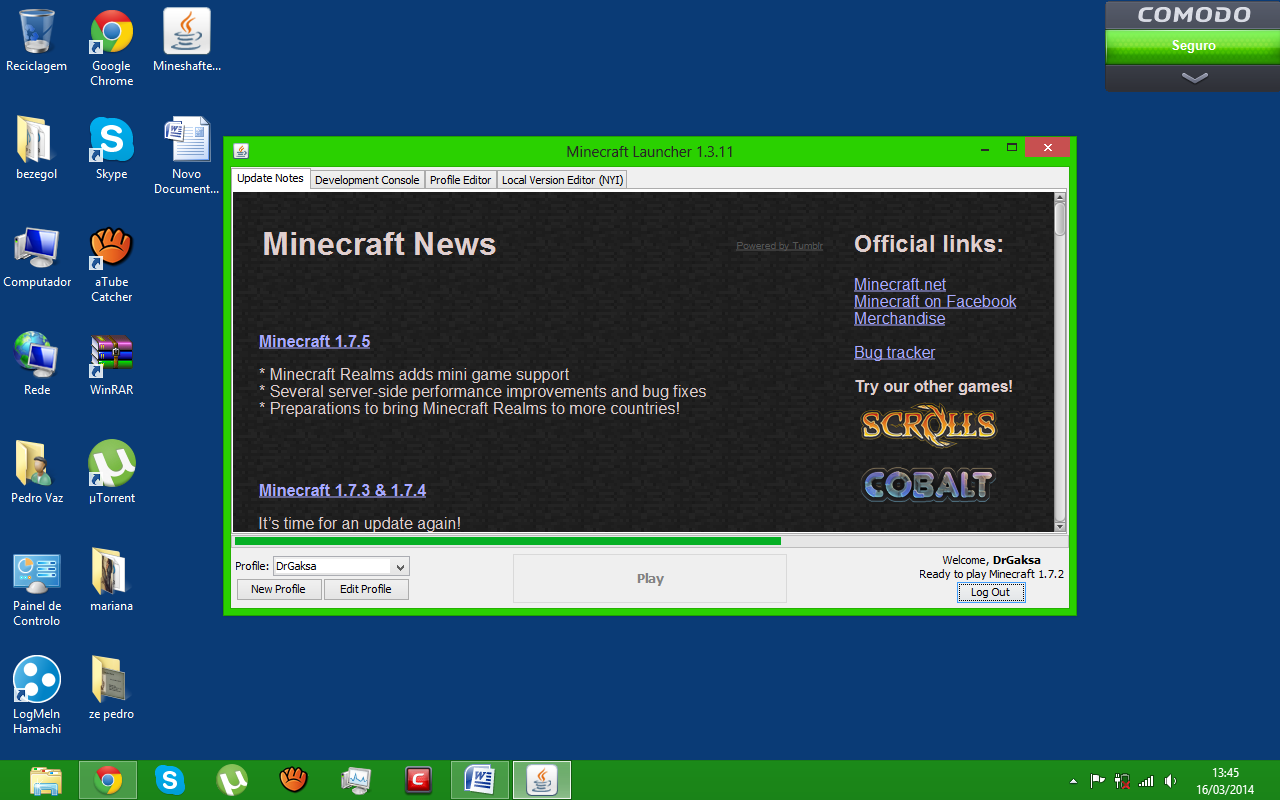 Reciclagem
Google
Chrome
Mineshafte...
COMODO
Seguro
bezegol
Skype
Novo
Document...
Computador
aTube
Catcher
Rede
WinRAR
Pedro Vaz
µTorrent
Painel de
Controlo
mariana
LogMeIn
Hamachi
ze pedro
Minecraft Launcher 1.3.11
Update Notes
Development Console
Profile Editor
Local Version Editor (NYI)
Minecraft News
Powered by Tumblr
Minecraft 1.7.5
* Minecraft Realms adds mini game support
* Several server-side performance improvements and bug fixes
* Preparations to bring Minecraft Realms to more countries!
Minecraft 1.7.3 & 1.7.4
It's time for an update again!
Official links:
Minecraft.net
Minecraft on Facebook
Merchandise
Bug tracker
Try our other games!
SCROLLS
COBALT
Profile: DrGaksa
New Profile
Edit Profile
Play
Welcome, DrGaksa
Ready to play Minecraft 1.7.2
Log Out
13:45
16/03/2014